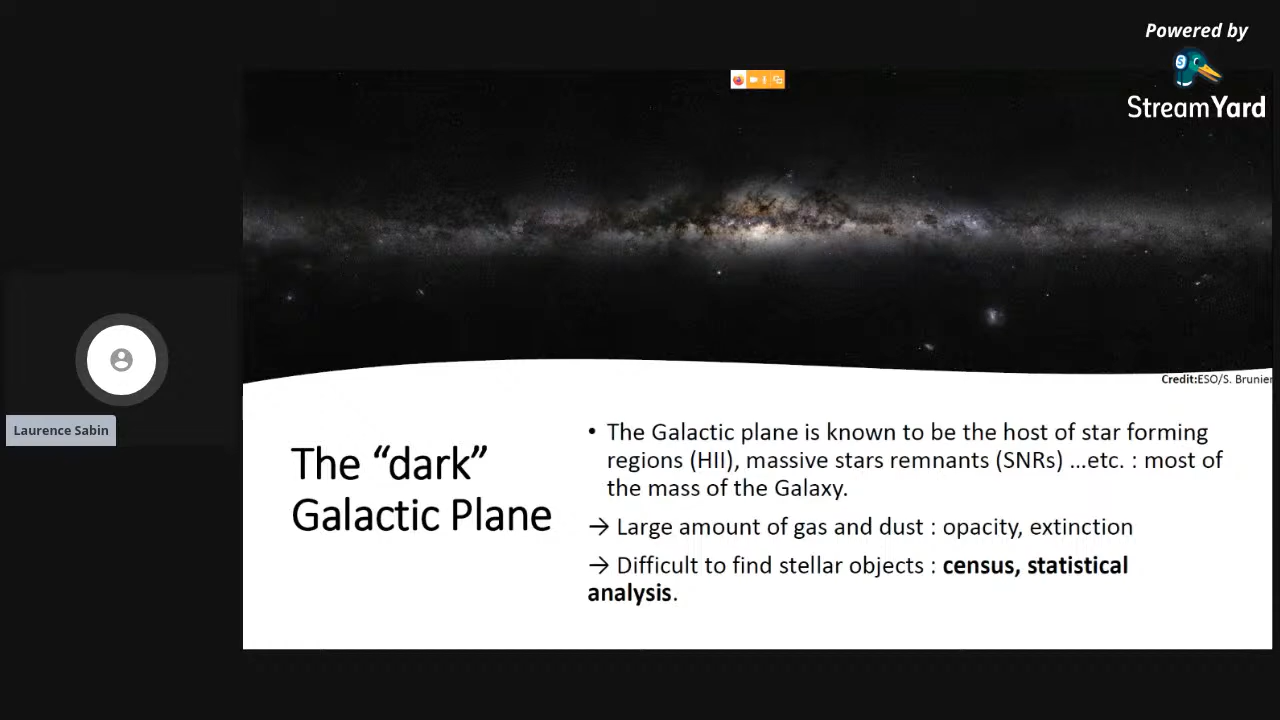 Powered by
StreamYard
Credit:ESO/S. Brunier
Laurence Sabin
The “dark”
Galactic Plane
• The Galactic plane is known to be the host of star forming
regions (HII), massive stars remnants (SNRs) ...etc. : most of
the mass of the Galaxy.
→ Large amount of gas and dust : opacity, extinction
→ Difficult to find stellar objects : census, statistical
analysis.